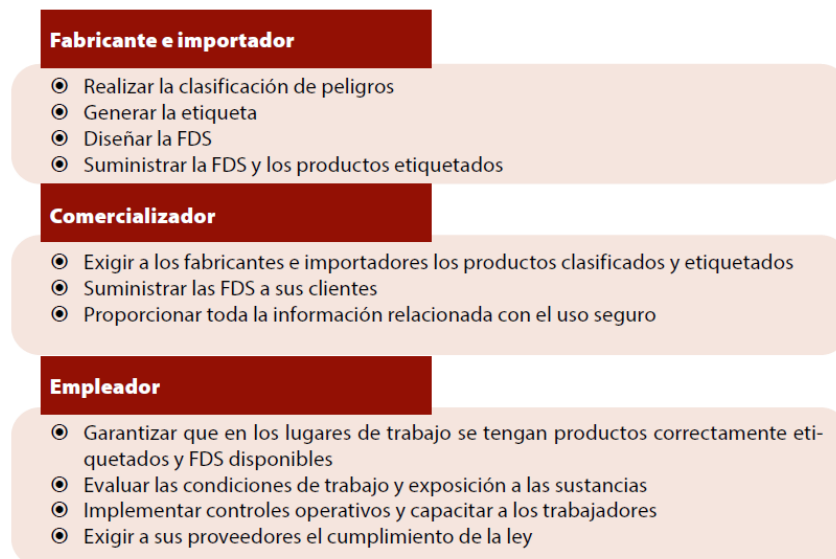 Fabricante e importador
Realizar la clasificación de peligros
Generar la etiqueta
Diseñar la FDS
Suministrar la FDS y los productos etiquetados
Comercializador
Exigir a los fabricantes e importadores los productos clasificados y etiquetados
Suministrar las FDS a sus clientes
Proporcionar toda la información relacionada con el uso seguro
Empleador
Garantizar que en los lugares de trabajo se tengan productos correctamente eti-
quetados y FDS disponibles
Evaluar las condiciones de trabajo y exposición a las sustancias
Implementar controles operativos y capacitar a los trabajadores
Exigir a sus proveedores el cumplimiento de la ley